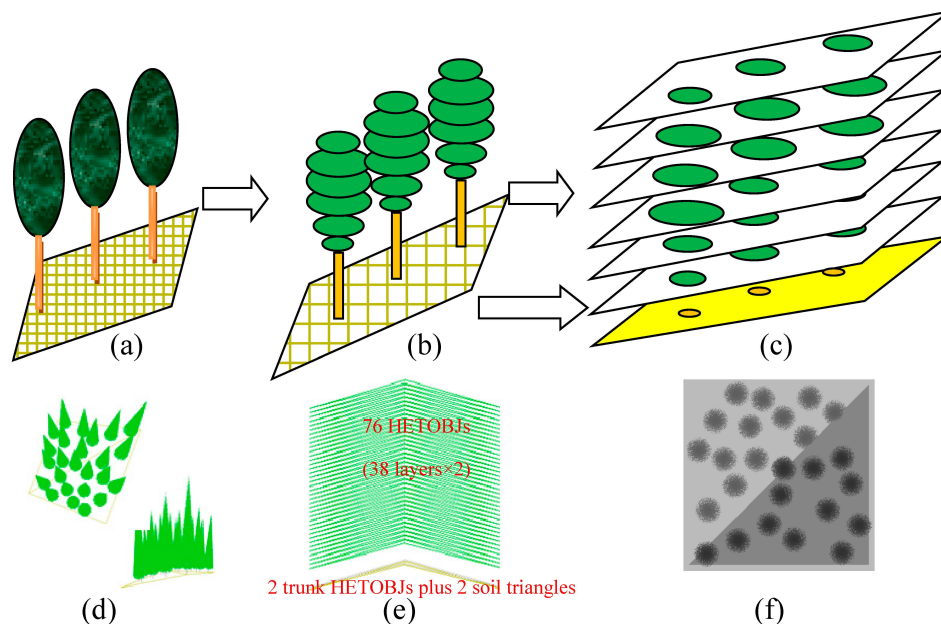 (a)
(b)
(c)
76 HETOBJs
(38 layers×2)
2 trunk HETOBJs plus 2 soil triangles
(d)
(e)
(f)